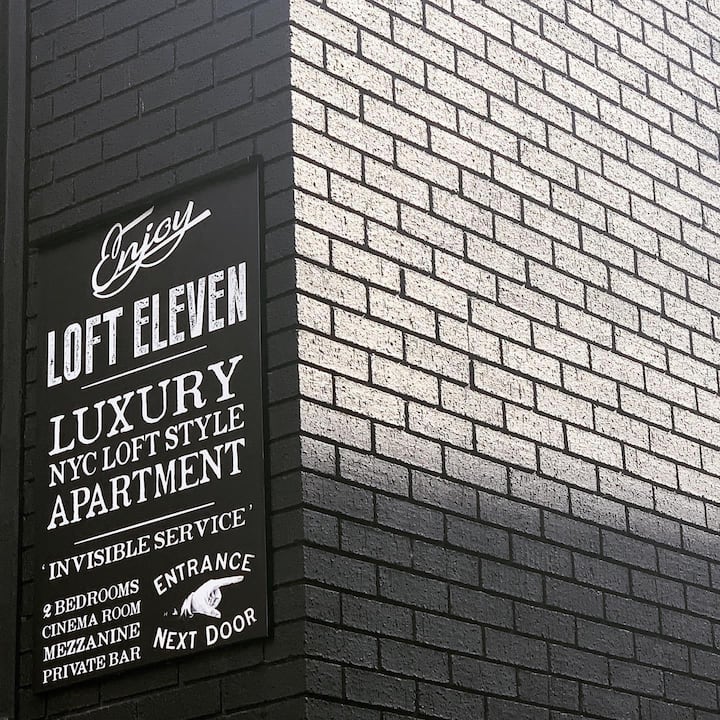 Enjoy
LOFT ELEVEN
LUXURY
NYC LOFT STYLE
APARTMENT
'INVISIBLE SERVICE'
2 BEDROOMS
CINEMA ROOM
MEZZANINE
PRIVATE BAR
ENTRANCE
NEXT DOOR